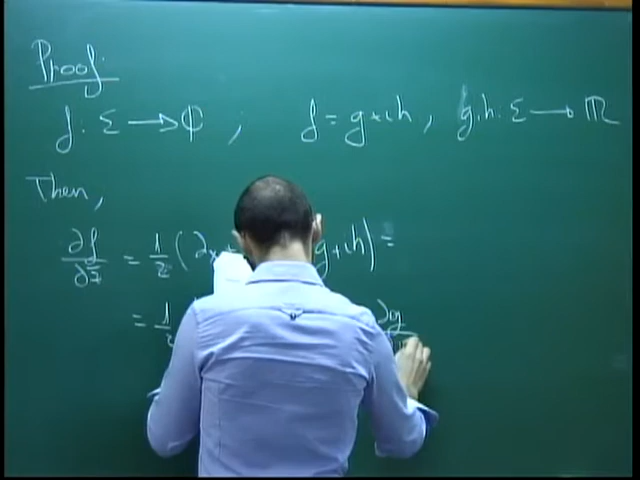 Proof.
f: Σ → ℂ ; f = g + ih, g, h: Σ → ℝ
Then,
∂f/∂z̄ = 1/2 (∂x + g + ih) =
= 1/2 ∂g